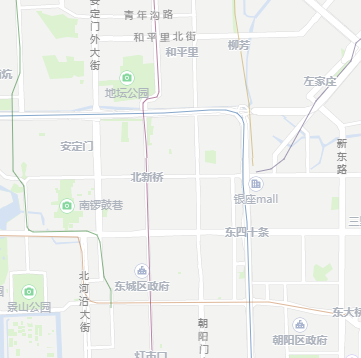 青年沟路
安定门外大街
和平里北街
柳芳
和平里
左家庄
地坛公园
安定门
新东路
北新桥
银座mall
南锣鼓巷
东四十条
东城区政府
北河沿大街
景山公园
朝阳门
朝阳区政府
灯市口